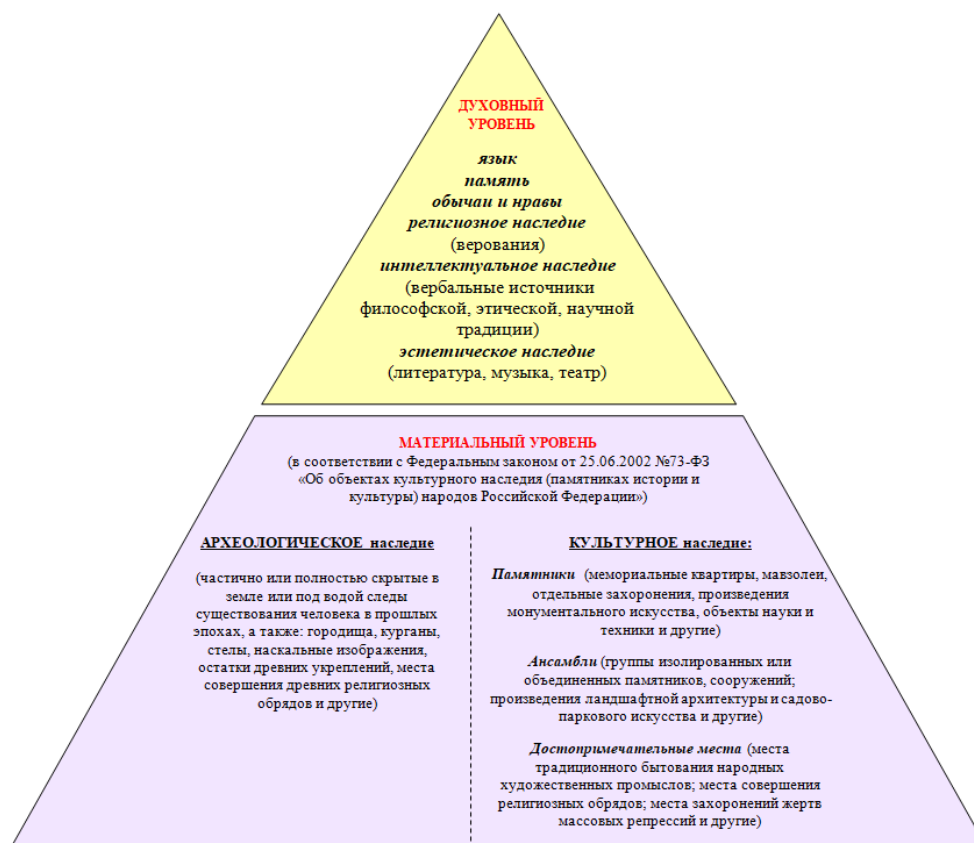 ДУХОВНЫЙ
УРОВЕНЬ
язык
память
обычаи и нравы
религиозное наследие
(верования)
интеллектуальное наследие
(вербальные источники
философской, этической, научной
традиции)
эстетическое наследие
(литература, музыка, театр)
МАТЕРИАЛЬНЫЙ УРОВЕНЬ
(в соответствии с Федеральным законом от 25.06.2002 №73-ФЗ
«Об объектах культурного наследия (памятниках истории и
культуры) народов Российской Федерации»)
АРХЕОЛОГИЧЕСКОЕ наследие
(частично или полностью скрытые в
земле или под водой следы
существования человека в прошлых
эпохах, а также: городища, курганы,
стелы, наскальные изображения,
остатки древних укреплений, места
совершения древних религиозных
обрядов и другие)
КУЛЬТУРНОЕ наследие:
Памятники (мемориальные квартиры, мавзолеи,
отдельные захоронения, произведения
монументального искусства, объекты науки и
техники и другие)
Ансамбли (группы изолированных или
объединенных памятников, сооружений;
произведения ландшафтной архитектуры и садово-
паркового искусства и другие)
Достопримечательные места (места
традиционного бытования народных
художественных промыслов; места совершения
религиозных обрядов; места захоронений жертв
массовых репрессий и другие)